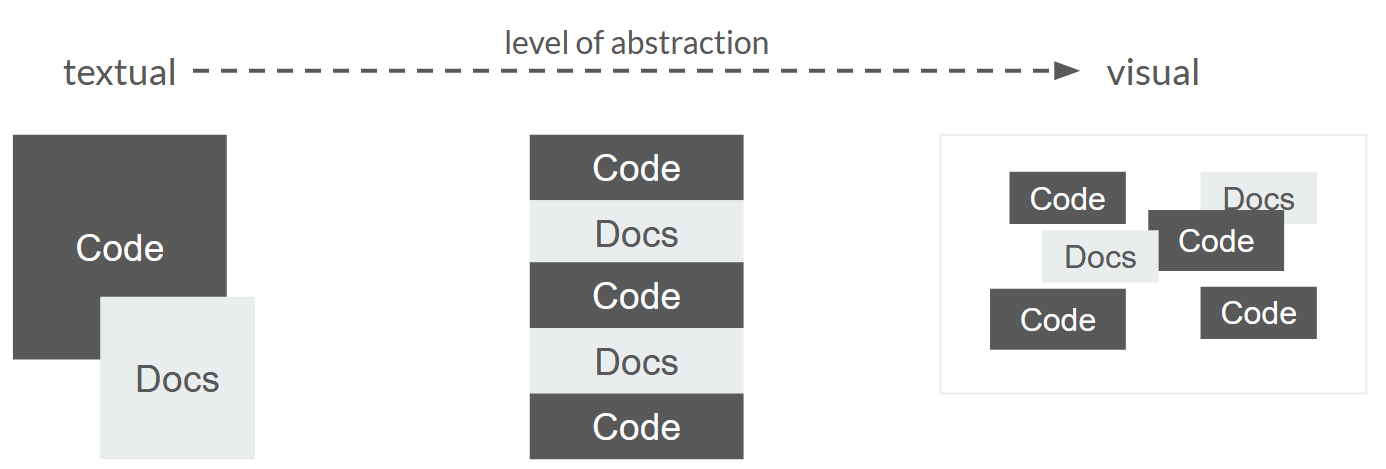 level of abstraction
textual
visual
Code
Docs
Code
Docs
Code
Docs
Code
Code
Docs
Code
Docs
Code
Code